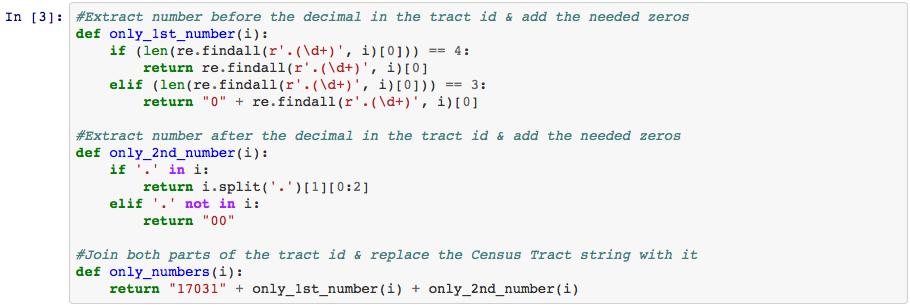 In [3]: #Extract number before the decimal in the tract id & add the needed zeros
def only_1st_number(i):
    if (len(re.findall(r'.(\d+)', i)[0])) == 4:
        return re.findall(r'.(\d+)', i)[0]
    elif (len(re.findall(r'.(\d+)', i)[0])) == 3:
        return "0" + re.findall(r'.(\d+)', i)[0]

#Extract number after the decimal in the tract id & add the needed zeros
def only_2nd_number(i):
    if '.' in i:
        return i.split('.')[1][0:2]
    elif '.' not in i:
        return "00"

#Join both parts of the tract id & replace the Census Tract string with it
def only_numbers(i):
    return "17031" + only_1st_number(i) + only_2nd_number(i)